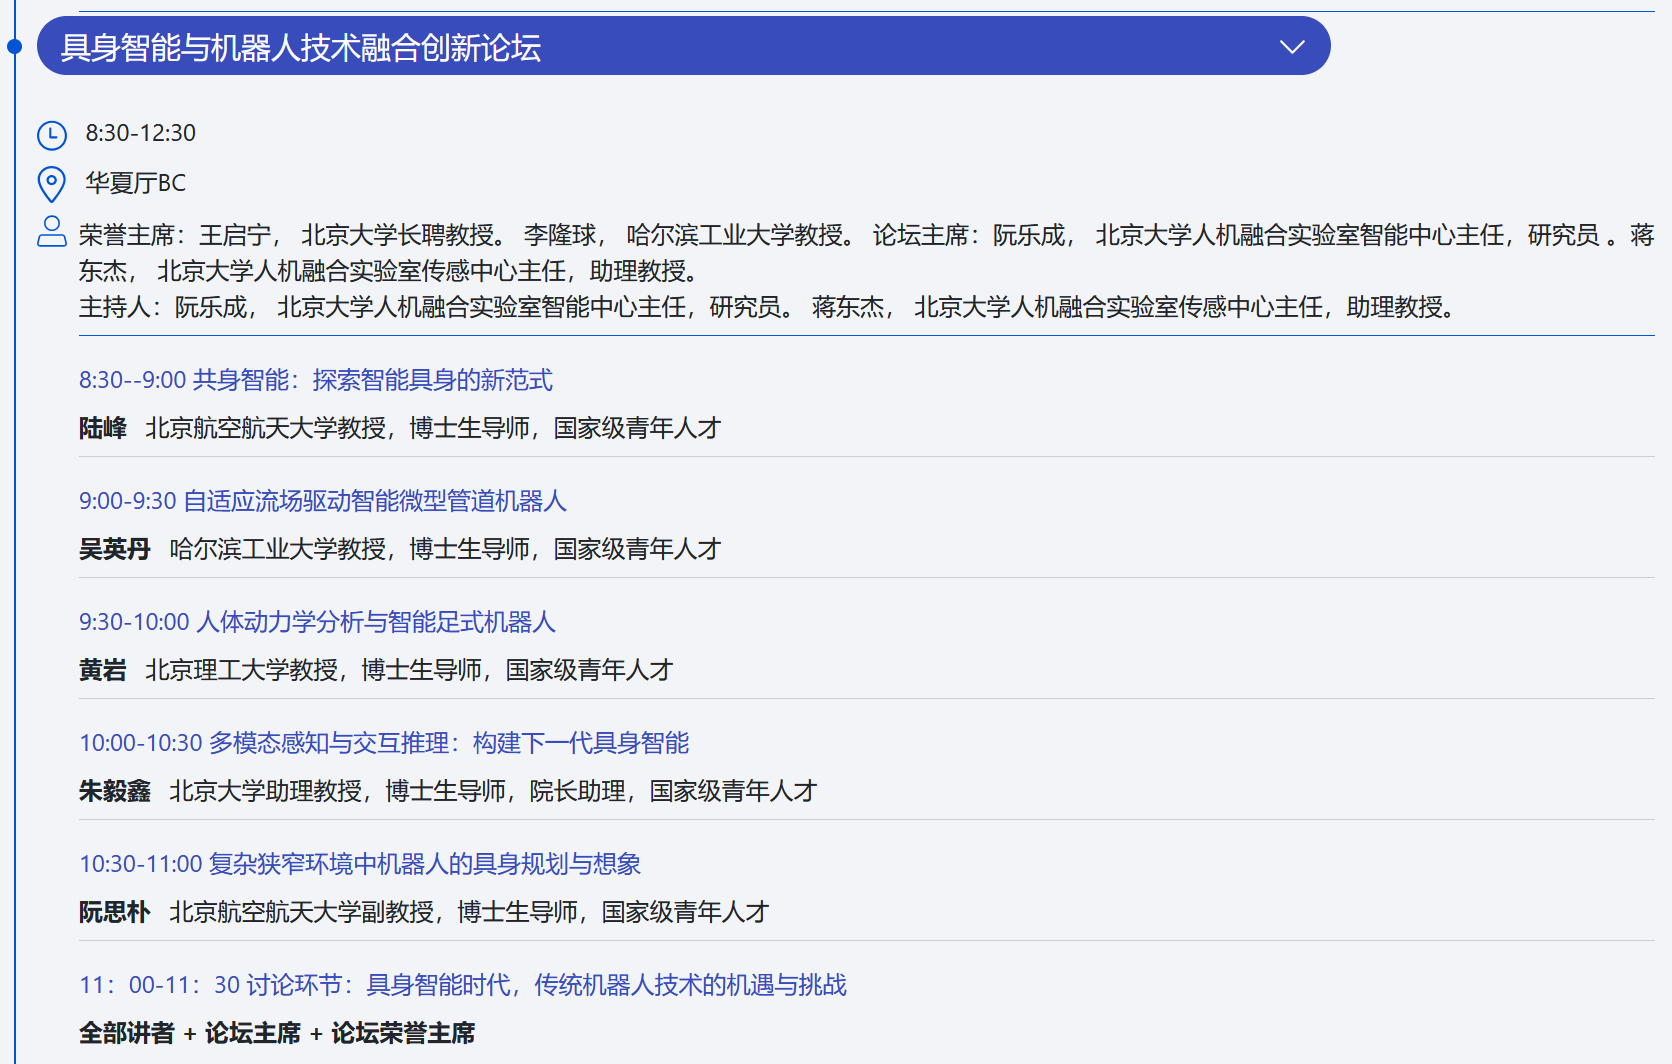 具身智能与机器人技术融合创新论坛
8:30-12:30
华夏厅BC
荣誉主席：王启宁， 北京大学长聘教授。 李隆球， 哈尔滨工业大学教授。 论坛主席：阮乐成， 北京大学人机融合实验室智能中心主任，研究员 。蒋
东杰， 北京大学人机融合实验室传感中心主任，助理教授。
主持人：阮乐成， 北京大学人机融合实验室智能中心主任，研究员。 蒋东杰， 北京大学人机融合实验室传感中心主任，助理教授。
8:30--9:00 共身智能：探索智能具身的新范式
陆峰 北京航空航天大学教授，博士生导师，国家级青年人才
9:00-9:30 自适应流场驱动智能微型管道机器人
吴英丹 哈尔滨工业大学教授，博士生导师，国家级青年人才
9:30-10:00 人体动力学分析与智能足式机器人
黄岩 北京理工大学教授，博士生导师，国家级青年人才
10:00-10:30 多模态感知与交互推理：构建下一代具身智能
朱毅鑫 北京大学助理教授，博士生导师，院长助理，国家级青年人才
10:30-11:00 复杂狭窄环境中机器人的具身规划与想象
阮思朴 北京航空航天大学副教授，博士生导师，国家级青年人才
11：00-11：30 讨论环节：具身智能时代，传统机器人技术的机遇与挑战
全部讲者 + 论坛主席 + 论坛荣誉主席